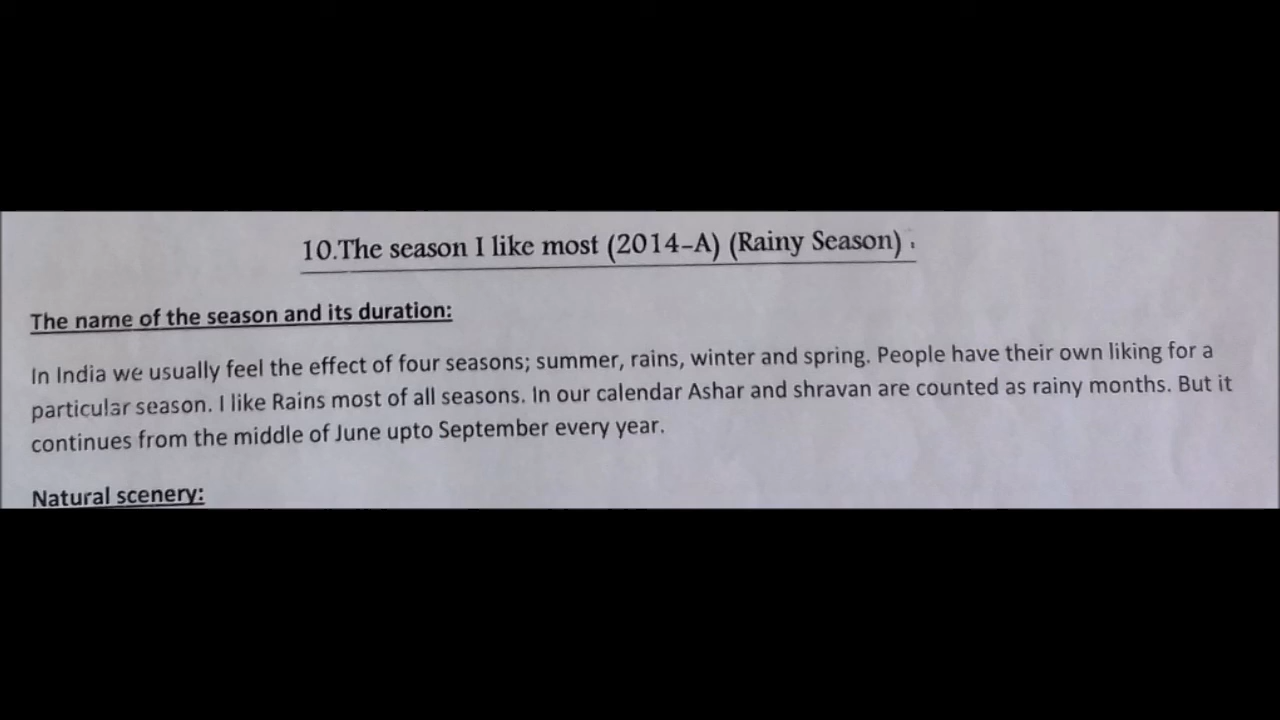 10.The season I like most (2014-A) (Rainy Season) .
The name of the season and its duration:
In India we usually feel the effect of four seasons; summer, rains, winter and spring. People have their own liking for a
particular season. I like Rains most of all seasons. In our calendar Ashar and shravan are counted as rainy months. But it
continues from the middle of June upto September every year.
Natural scenery: